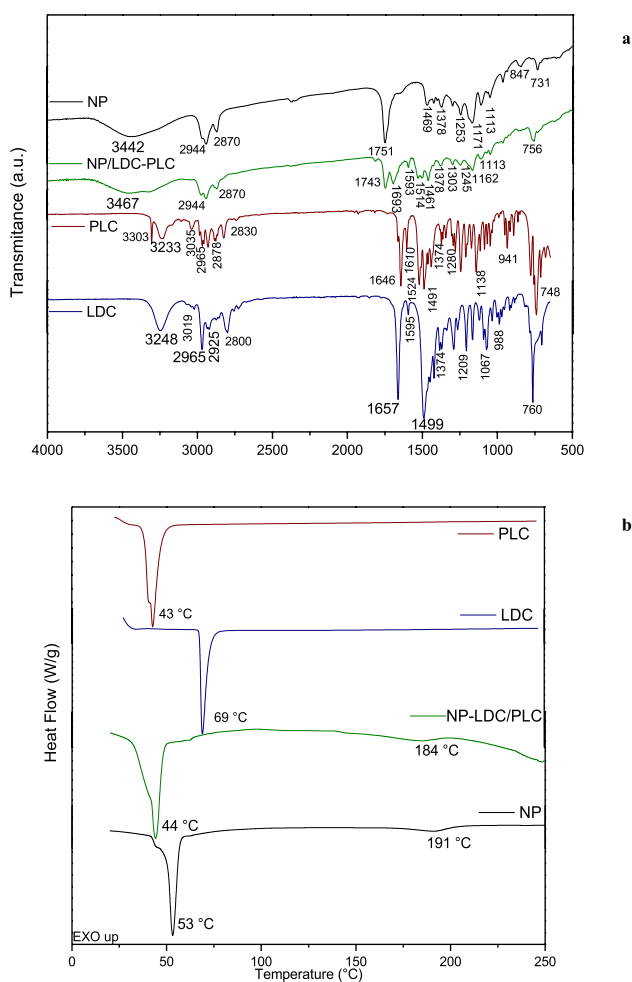 a
Transmitance (a.u.)
NP
3442
2944
2870
1751
1469
1378
1253
1171
1113
847
731
NP/LDC-PLC
3467
2944
2870
1743
1693
1593
1514
1461
1378
1303
1245
1162
1113
756
PLC
3303
3233
3035
2965
2878
2830
1646
1610
1524
1491
1374
1280
1138
941
748
LDC
3248
3019
2965
2925
2800
1657
1595
1499
1374
1209
1067
988
760
4000 3500 3000 2500 2000 1500 1000 500
b
Heat Flow (W/g)
PLC
43 °C
LDC
69 °C
NP-LDC/PLC
184 °C
44 °C
NP
191 °C
53 °C
EXO up
0 50 100 150 200 250
Temperature (°C)